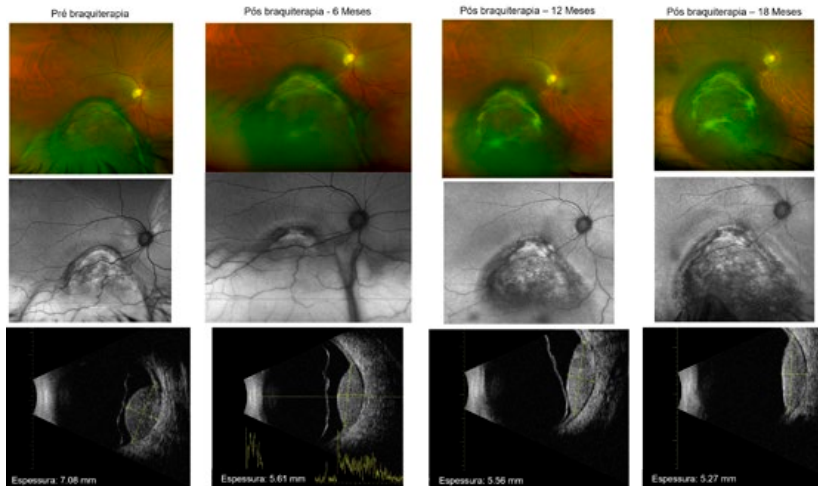 Pré braquiterapia
Pós braquiterapia - 6 Meses
Pós braquiterapia – 12 Meses
Pós braquiterapia – 18 Meses
Espessura: 7.08 mm
Espessura: 5.61 mm
Espessura: 5.56 mm
Espessura: 5.27 mm